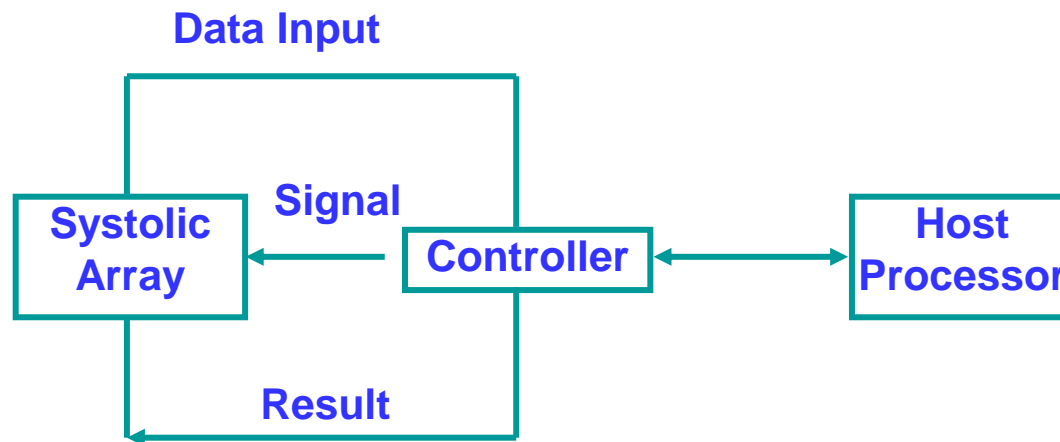 Data Input
Signal
Systolic
Array
Controller
Host
Processor
Result